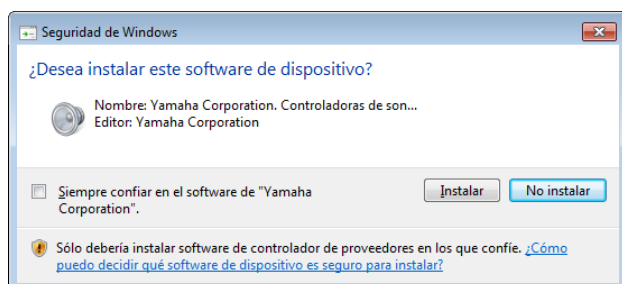 Seguridad de Windows
¿Desea instalar este software de dispositivo?
Nombre: Yamaha Corporation. Controladoras de son...
Editor: Yamaha Corporation
Siempre confiar en el software de "Yamaha
Corporation".
Instalar
No instalar
Sólo debería instalar software de controlador de proveedores en los que confíe. ¿Cómo
puedo decidir qué software de dispositivo es seguro para instalar?